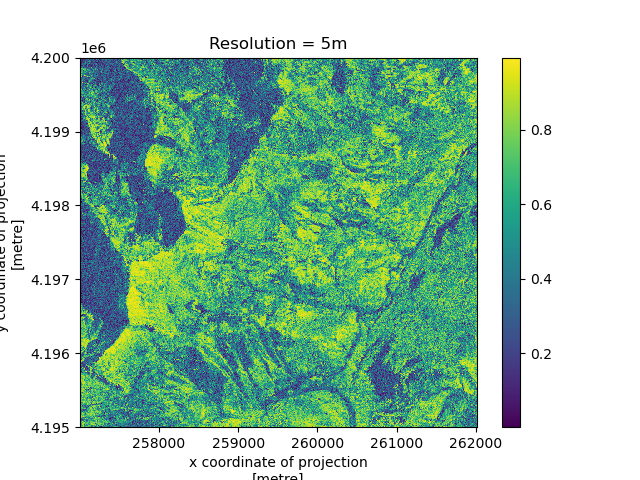 Resolution = 5m
1e6
4.200
4.199
4.198
4.197
4.196
4.195
y coordinate of projection
[metre]
258000 259000 260000 261000 262000
x coordinate of projection
[metre]
0.8
0.6
0.4
0.2